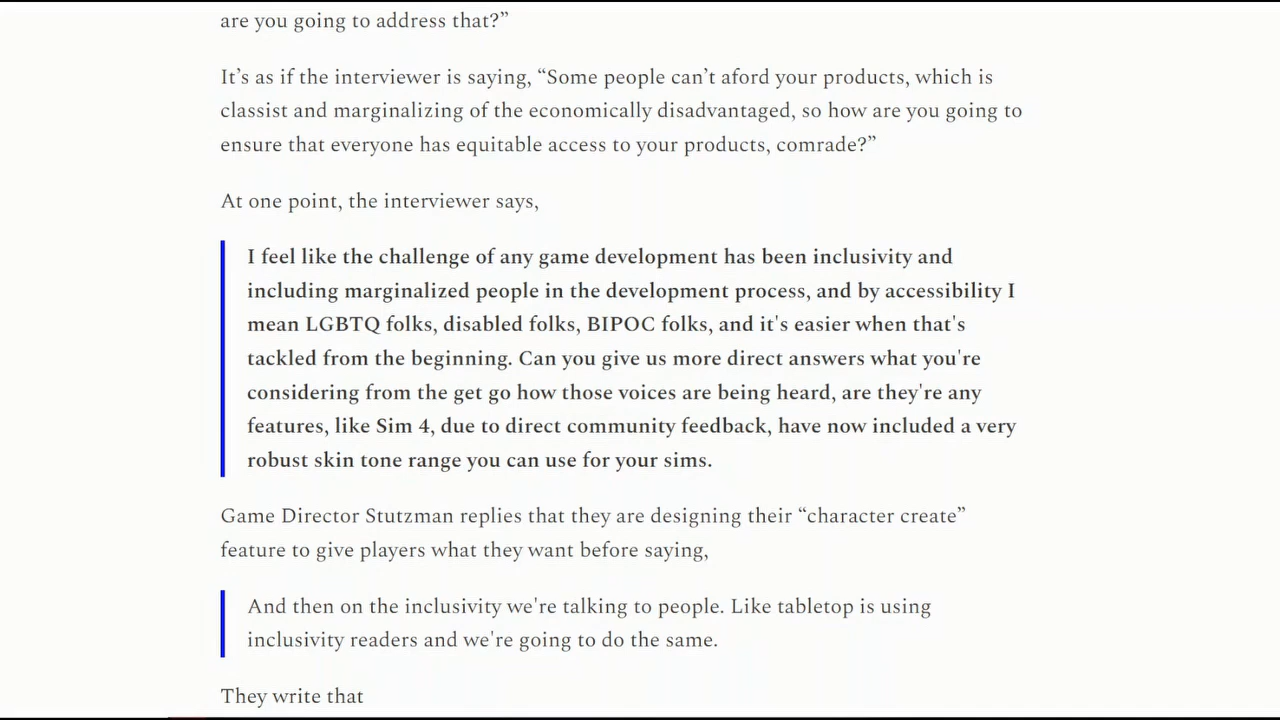 are you going to address that?”
It’s as if the interviewer is saying, “Some people can’t aford your products, which is
classist and marginalizing of the economically disadvantaged, so how are you going to
ensure that everyone has equitable access to your products, comrade?”
At one point, the interviewer says,
I feel like the challenge of any game development has been inclusivity and
including marginalized people in the development process, and by accessibility I
mean LGBTQ folks, disabled folks, BIPOC folks, and it's easier when that's
tackled from the beginning. Can you give us more direct answers what you're
considering from the get go how those voices are being heard, are they're any
features, like Sim 4, due to direct community feedback, have now included a very
robust skin tone range you can use for your sims.
Game Director Stutzman replies that they are designing their “character create”
feature to give players what they want before saying,
And then on the inclusivity we're talking to people. Like tabletop is using
inclusivity readers and we're going to do the same.
They write that